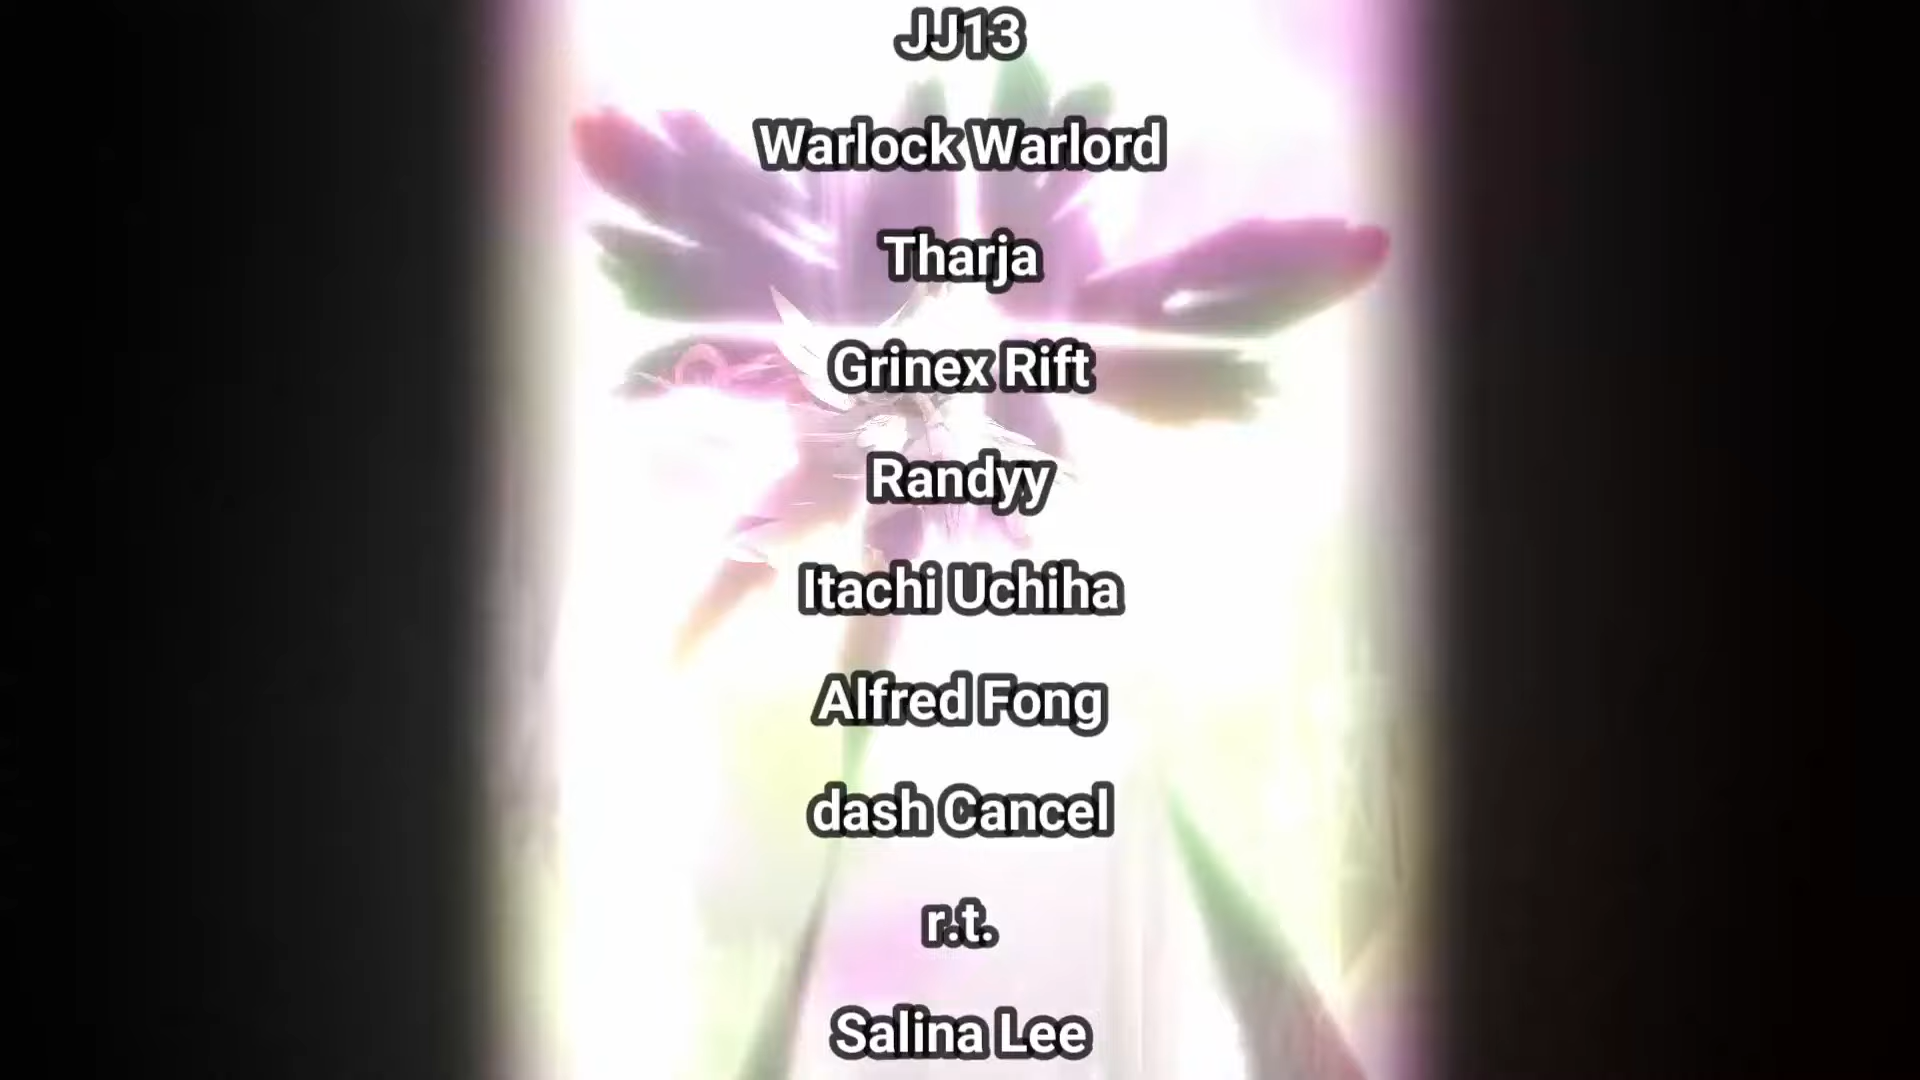 JJ13
Warlock Warlord
Tharja
Grinex Rift
Randyy
Itachi Uchiha
Alfred Fong
dash Cancel
r.t.
Salina Lee